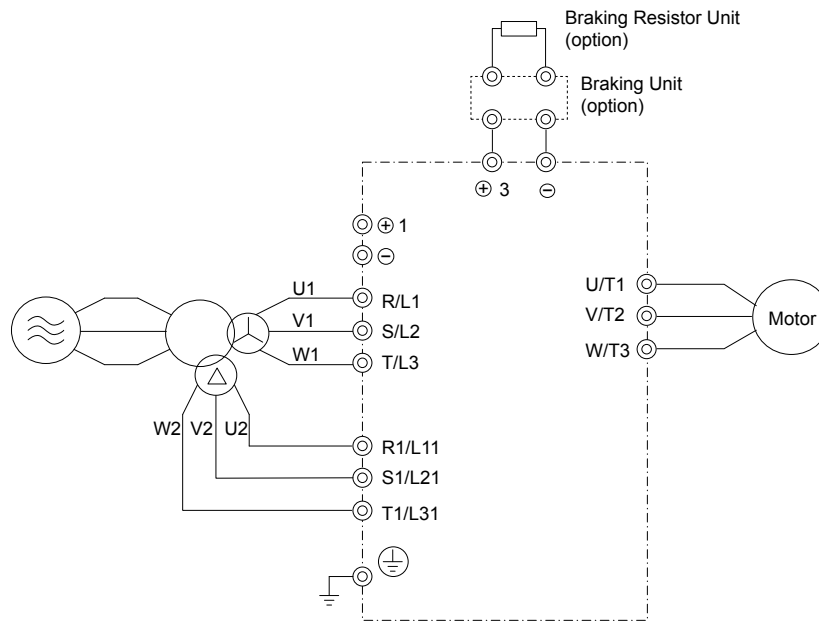 Braking Resistor Unit
(option)
Braking Unit
(option)
⊕ 3 ⊖
⊕ 1
⊖
U1 R/L1 U/T1
V1 S/L2 V/T2 Motor
W1 T/L3 W/T3
W2 V2 U2
R1/L11
S1/L21
T1/L31